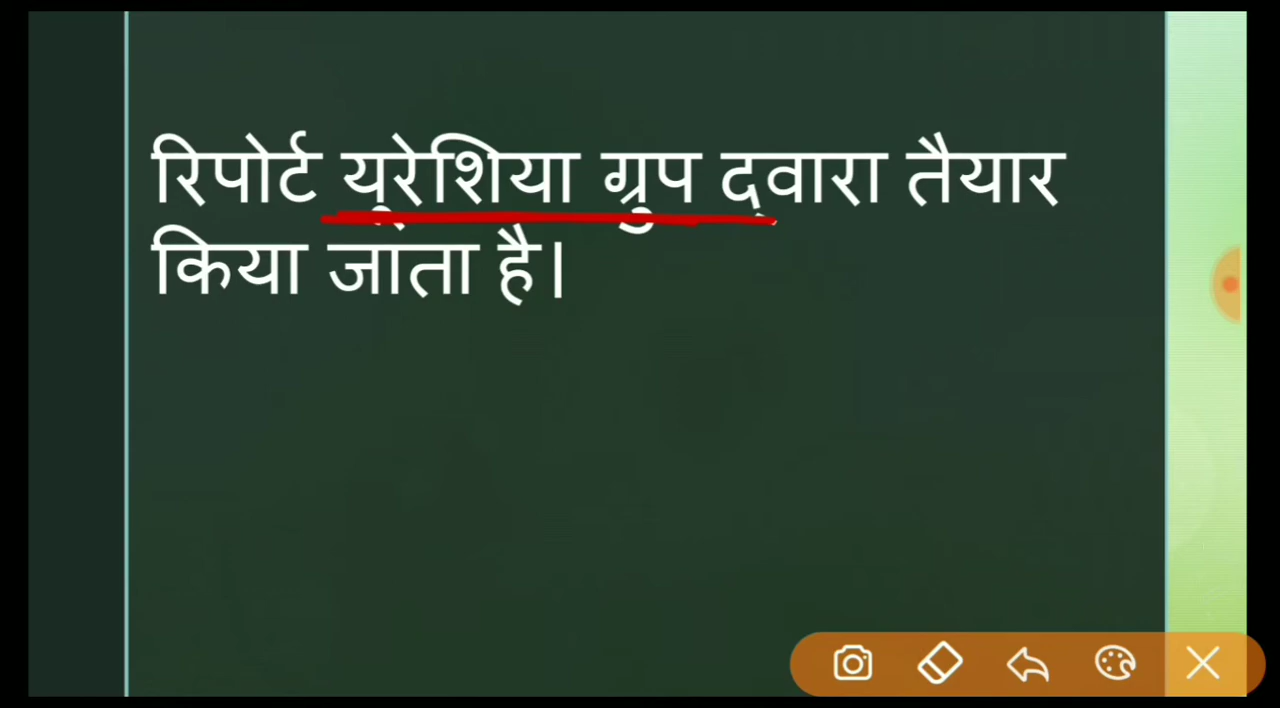 रिपोर्ट यूरेशिया ग्रुप द्वारा तैयार
किया जाता है।